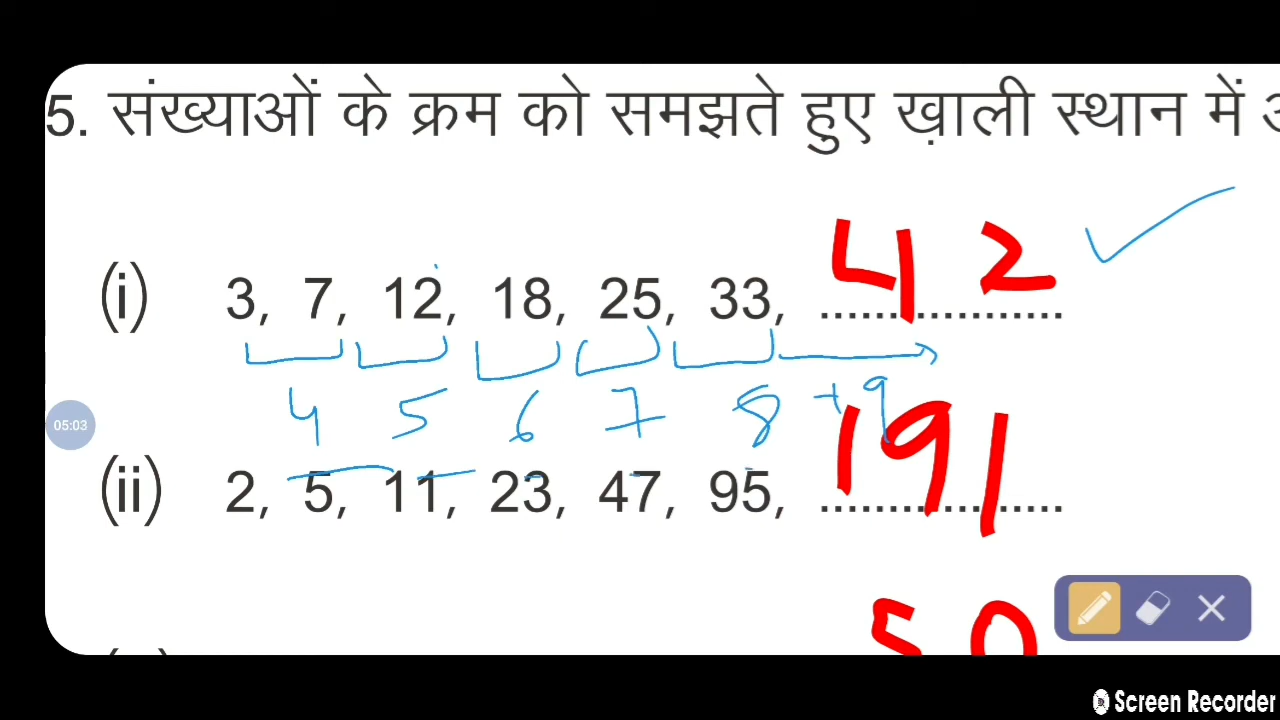 5. संख्याओं के क्रम को समझते हुए ख़ाली स्थान में
(i) 3, 7, 12, 18, 25, 33, .................. 42
4 5 6 7 8 +9
(ii) 2, 5, 11, 23, 47, 95, .................. 191
05:03
50
Screen Recorder